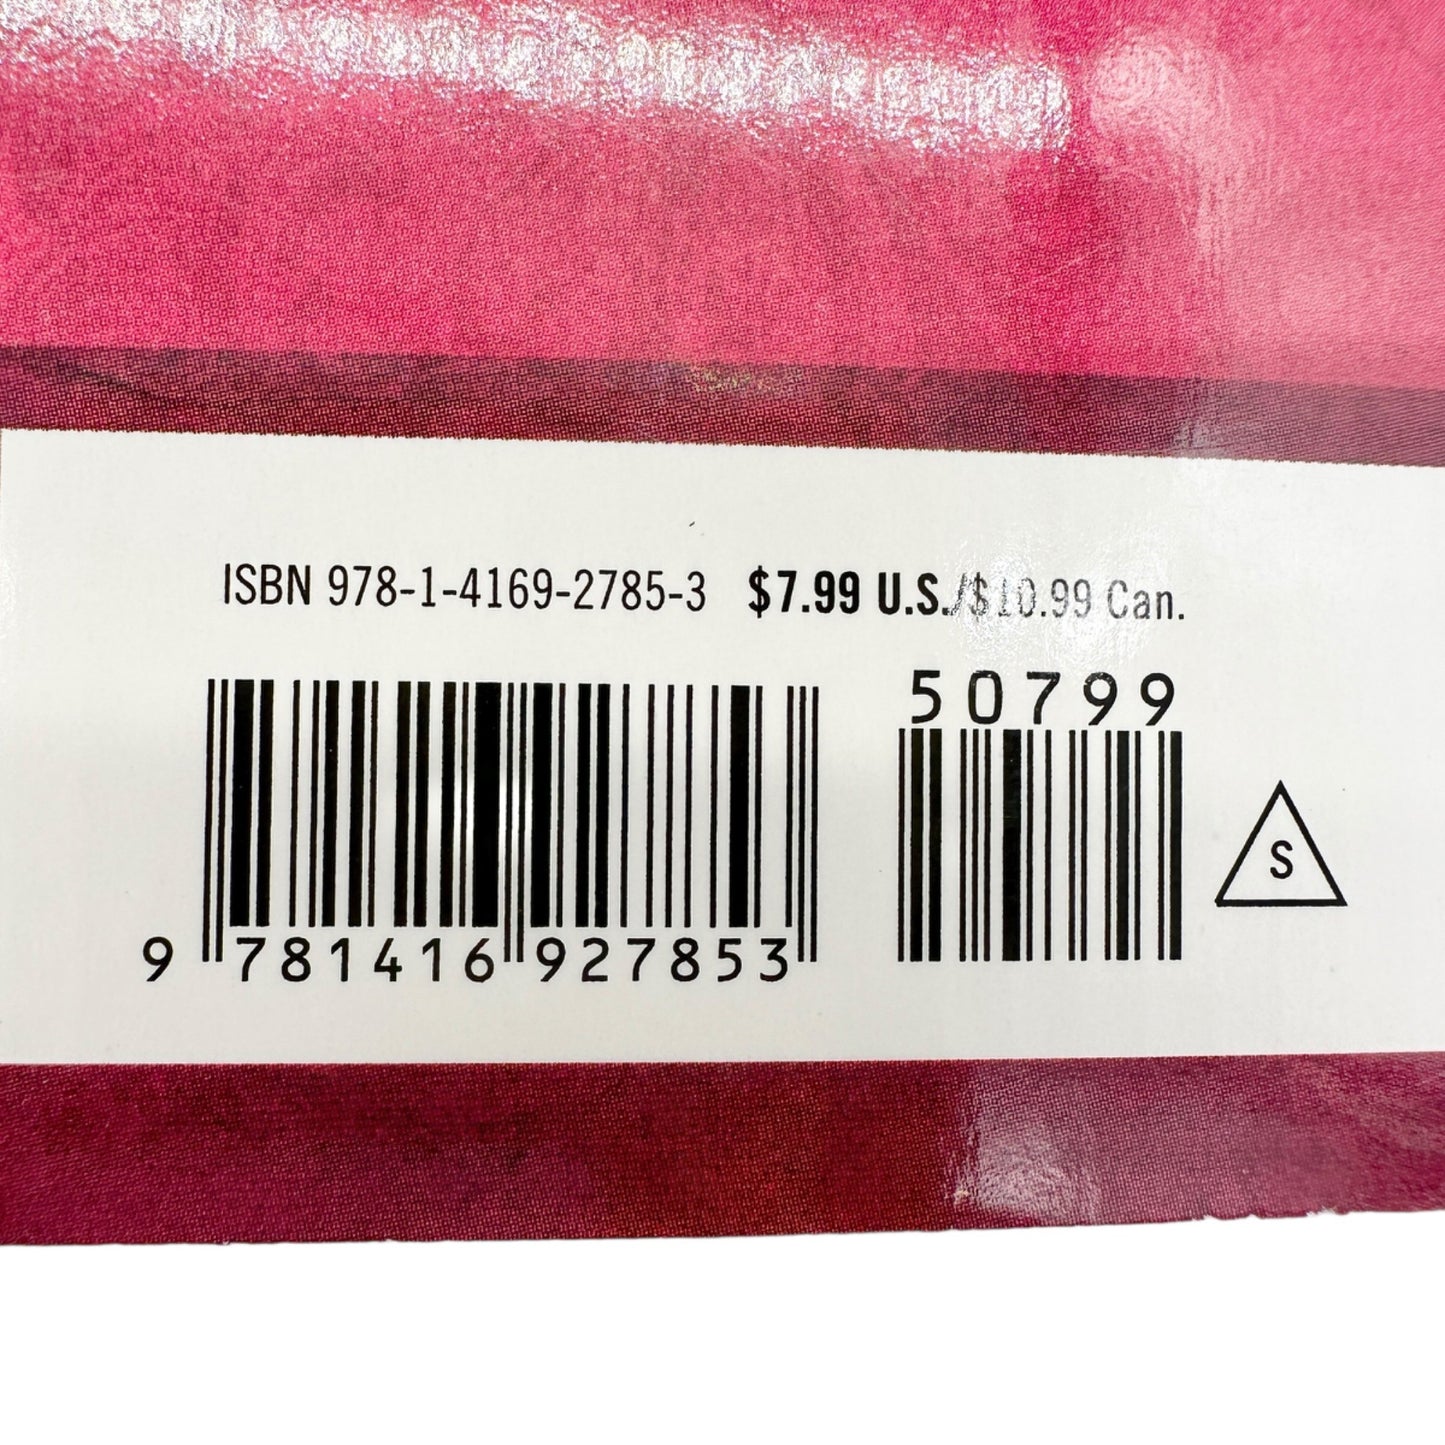 ISBN 978-1-4169-2785-3 $7.99 U.S./$10.99 Can.
50799
S
9 781416 927853